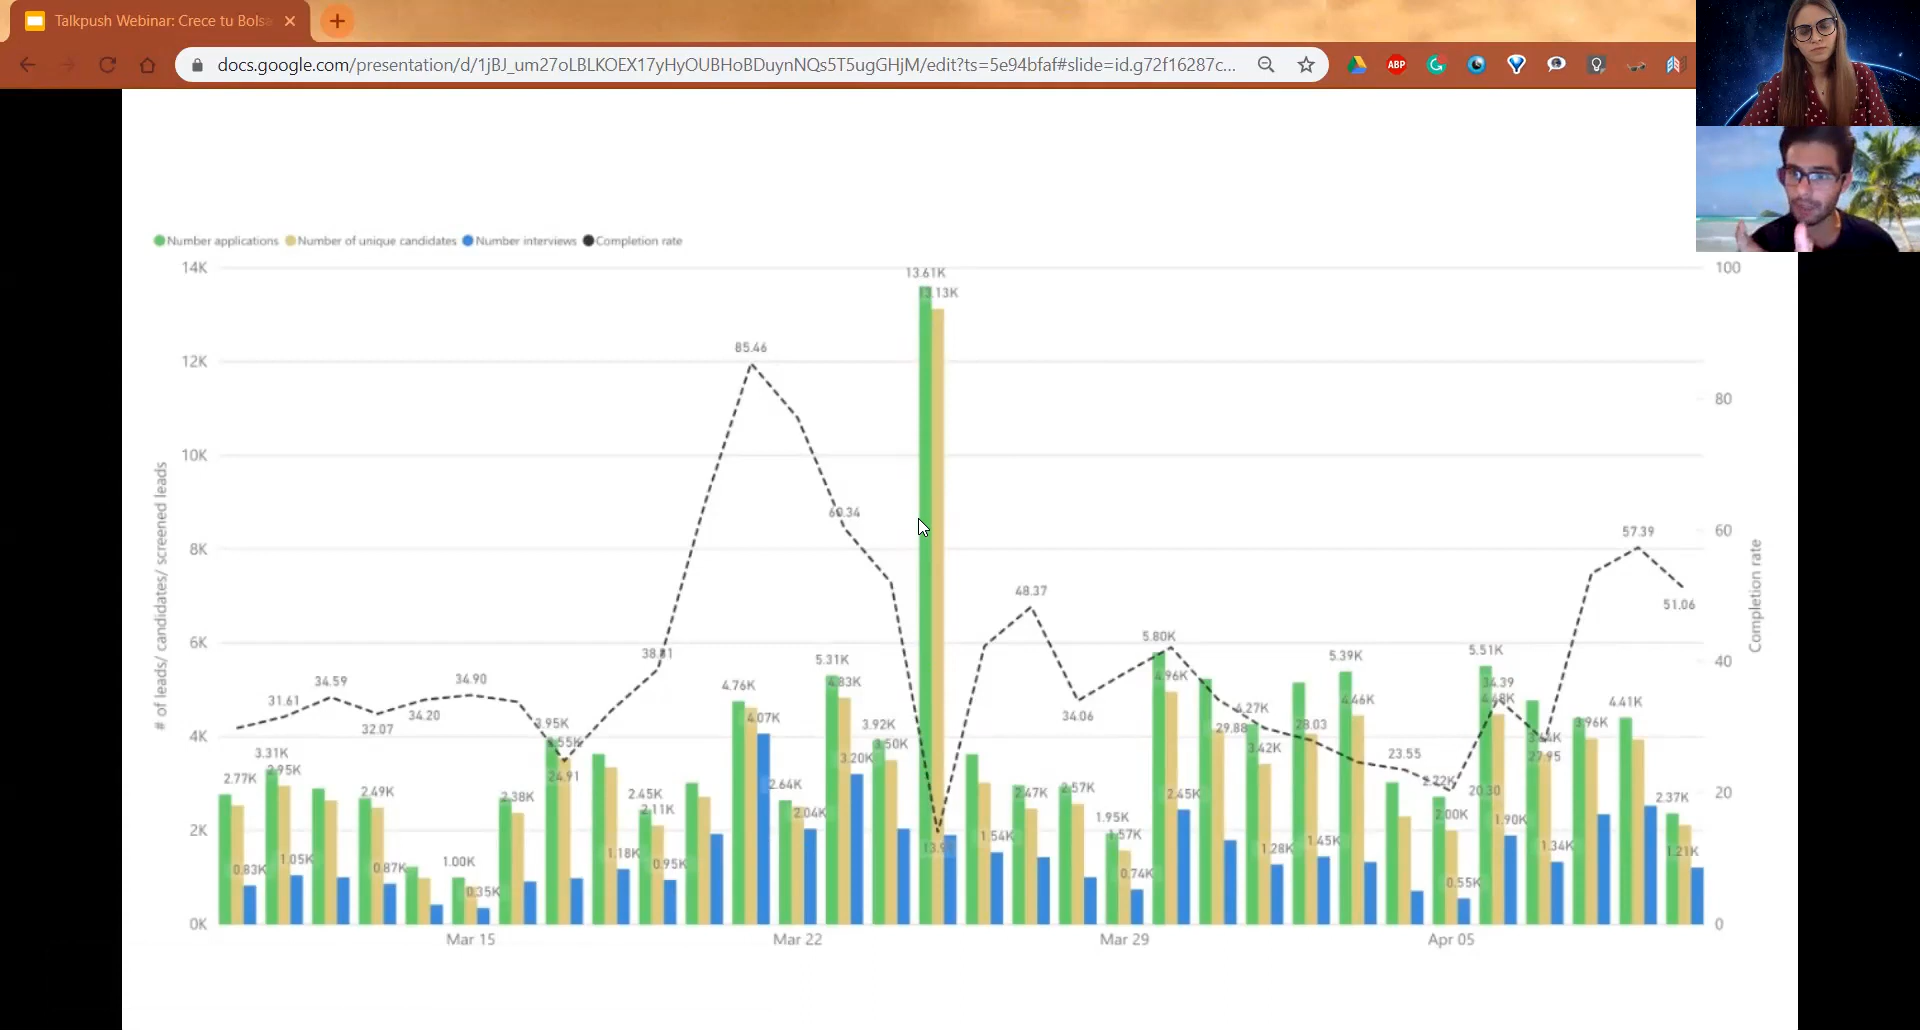 Talkpush Webinar: Crece tu Bols
docs.google.com/presentation/d/1jBJ_um27oLBLKOEX17yHyOUBHoBDuynNQs5T5ugGHjM/edit?ts=5e94bfaf#slide=id.g72f16287c...
ABP
Number applications Number of unique candidates Number interviews Completion rate
14K 13.61K 100
13.13K
85.46
12K
80
10K
60.34
8K 60 57.39
48.37 51.06
6K 5.80K
38.81 5.31K 5.39K 5.51K 40
34.59 34.90 4.76K 4.83K 4.96K 34.39
31.61 34.20 4.46K 4.48K 4.41K
32.07 3.95K 4.07K 34.06 4.27K
3.92K 29.88 28.03 3.96K
4K 3.55K 3.50K
3.31K 3.20K 3.42K 23.55 27.95
2.95K 24.91
2.77K 2.64K 2.22K
2.49K 2.38K 2.45K 2.47K 2.57K 2.45K 20.30 20 2.37K
2.11K 2.04K 1.95K 2.00K 1.90K
2K 1.54K 1.57K 1.45K
1.18K 1.28K 1.34K 1.21K
1.05K 1.00K
0.83K 0.87K 0.95K 0.74K
0.35K 0.55K
0K 0
Mar 15 Mar 22 Mar 29 Apr 05
# of leads/ candidates/ screened leads
Completion rate